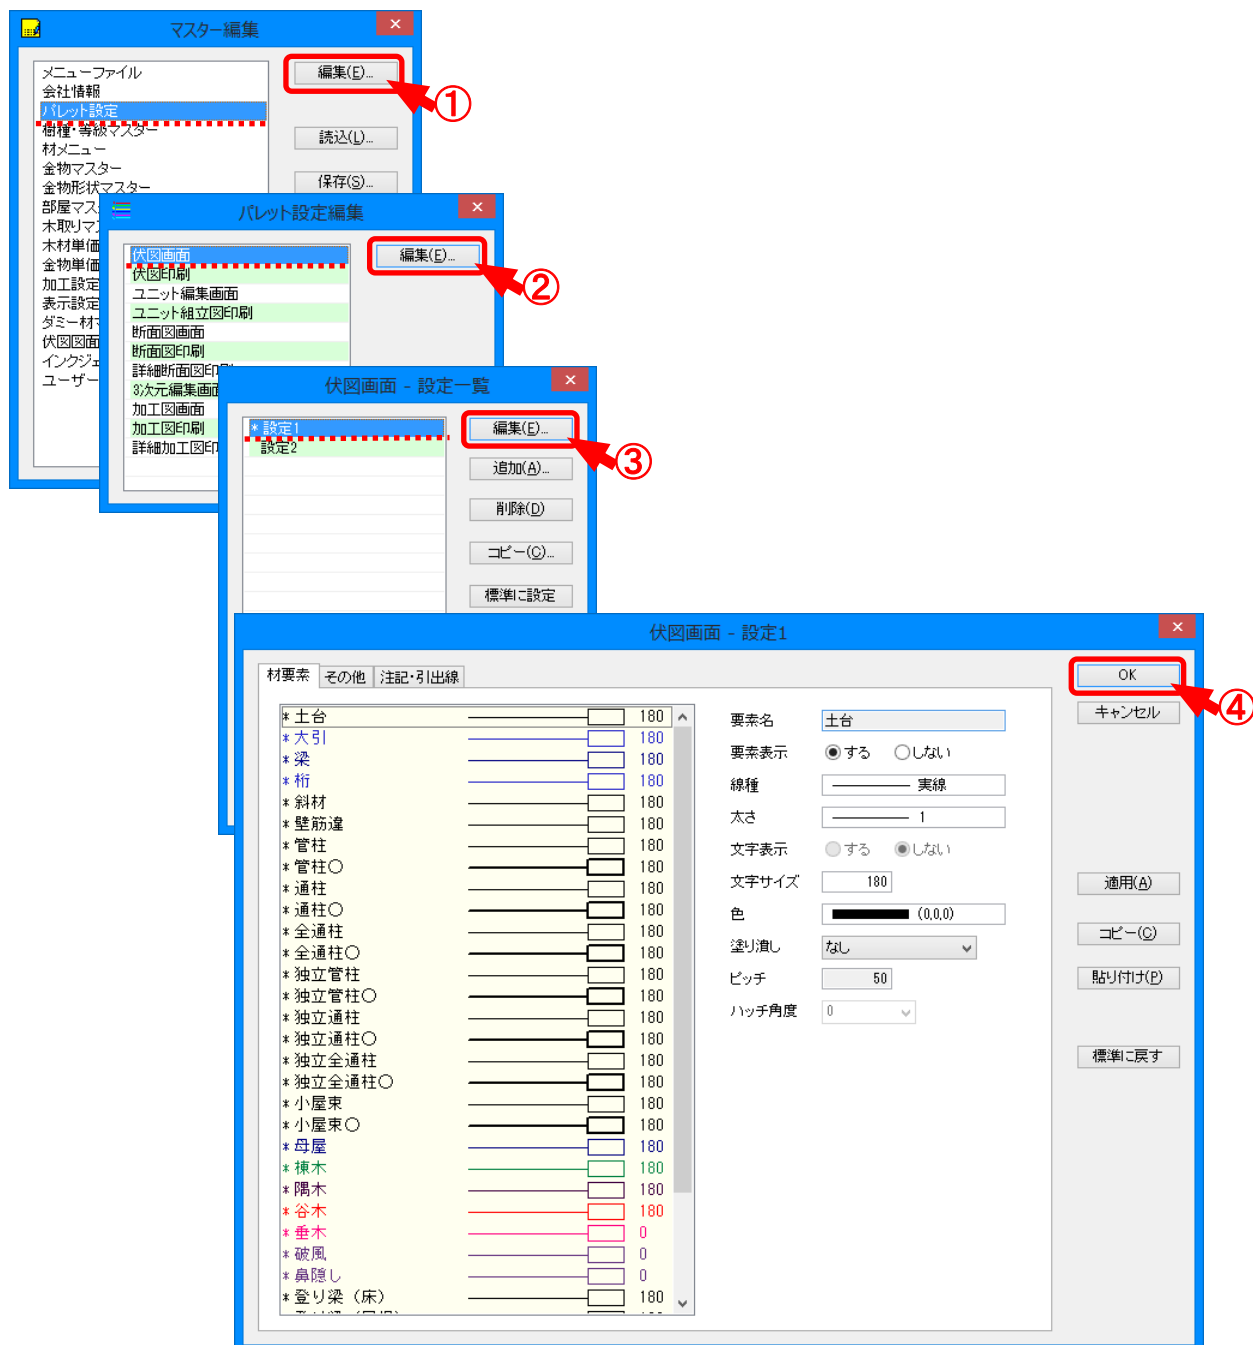 マスター編集
メニューファイル
会社情報
パレット設定
樹種・等級マスター
材メニュー
金物マスター
金物形状マスター
部屋マス
木取りマ
木材単価
金物単価
加工設定
表示設定
ダミー材
伏図図面
インクジェ
ユーザー
編集(E)...
①
読込(L)...
保存(S)...
パレット設定編集
伏図画面
伏図印刷
ユニット編集画面
ユニット組立図印刷
断面図画面
断面図印刷
詳細断面図印
3次元編集画面
加工図画面
加工図印刷
詳細加工図印
編集(E)...
②
伏図画面 - 設定一覧
* 設定1
設定2
編集(E)...
③
追加(A)...
削除(D)
コピー(C)...
標準に設定
伏図画面 - 設定1
材要素 その他 注記・引出線
* 土台 180
* 大引 180
* 梁 180
* 桁 180
* 斜材 180
* 壁筋違 180
* 管柱 180
* 管柱〇 180
* 通柱 180
* 通柱〇 180
* 全通柱 180
* 全通柱〇 180
* 独立管柱 180
* 独立管柱〇 180
* 独立通柱 180
* 独立通柱〇 180
* 独立全通柱 180
* 独立全通柱〇 180
* 小屋束 180
* 小屋束〇 180
* 母屋 180
* 棟木 180
* 隅木 180
* 谷木 180
* 垂木 0
* 破風 0
* 鼻隠し 0
* 登り梁（床） 180
要素名 土台
要素表示 する しない
線種 実線
太さ 1
文字表示 する しない
文字サイズ 180
色 (0,0,0)
塗り潰し なし
ピッチ 50
ハッチ角度 0
OK
④
キャンセル
適用(A)
コピー(C)
貼り付け(P)
標準に戻す